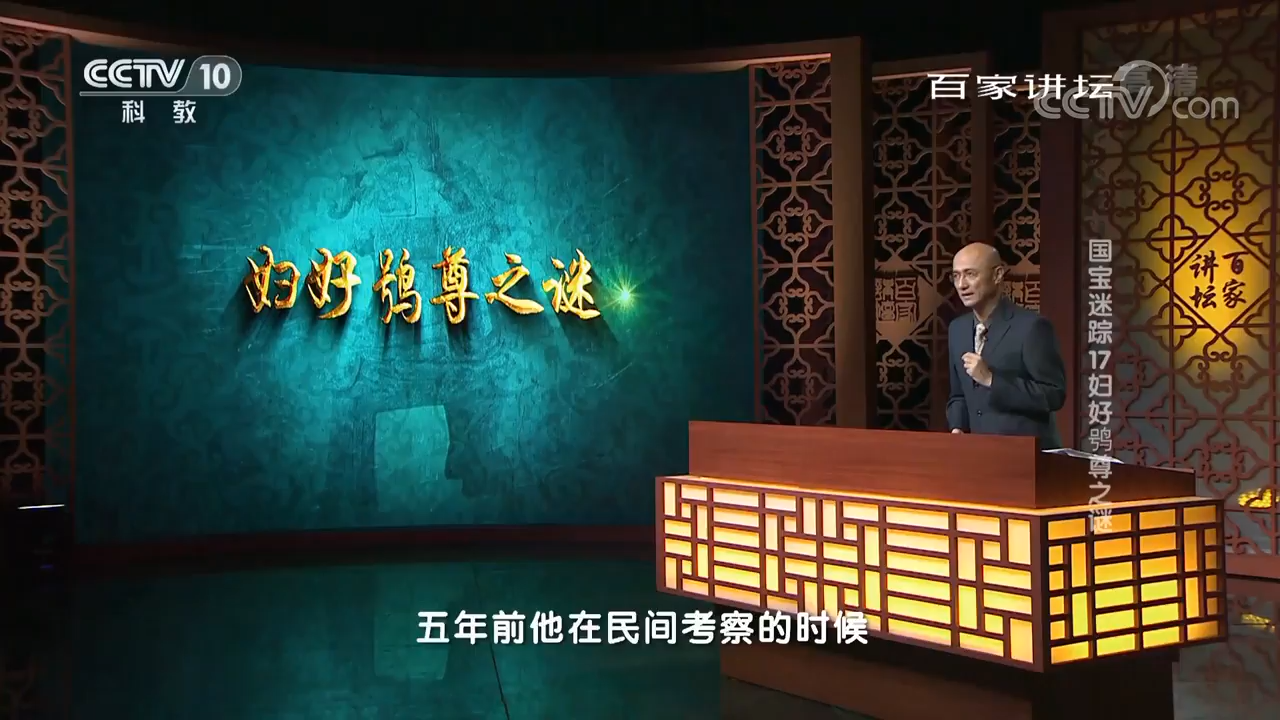 CCTV 10
科教
百家讲坛
高清
CCTV.com
妇好鸮尊之谜
百家
讲坛
国宝迷踪17妇好鸮尊之谜
五年前他在民间考察的时候